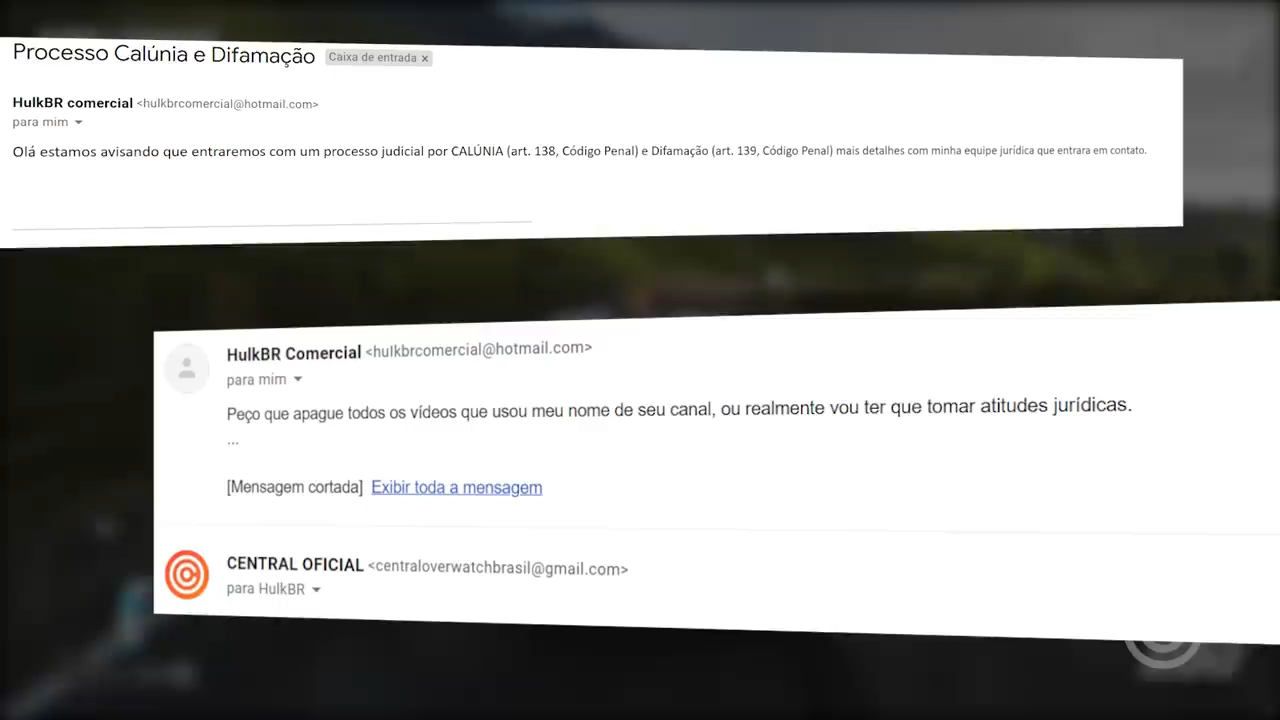 Processo Calúnia e Difamação Caixa de entrada x
HulkBR comercial <hulkbrcomercial@hotmail.com>
para mim
Olá estamos avisando que entraremos com um processo judicial por CALÚNIA (art. 138, Código Penal) e Difamação (art. 139, Código Penal) mais detalhes com minha equipe jurídica que entrara em contato.
HulkBR Comercial <hulkbrcomercial@hotmail.com>
para mim
Peço que apague todos os vídeos que usou meu nome de seu canal, ou realmente vou ter que tomar atitudes jurídicas.
...
[Mensagem cortada] Exibir toda a mensagem
CENTRAL OFICIAL <centraloverwatchbrasil@gmail.com>
para HulkBR